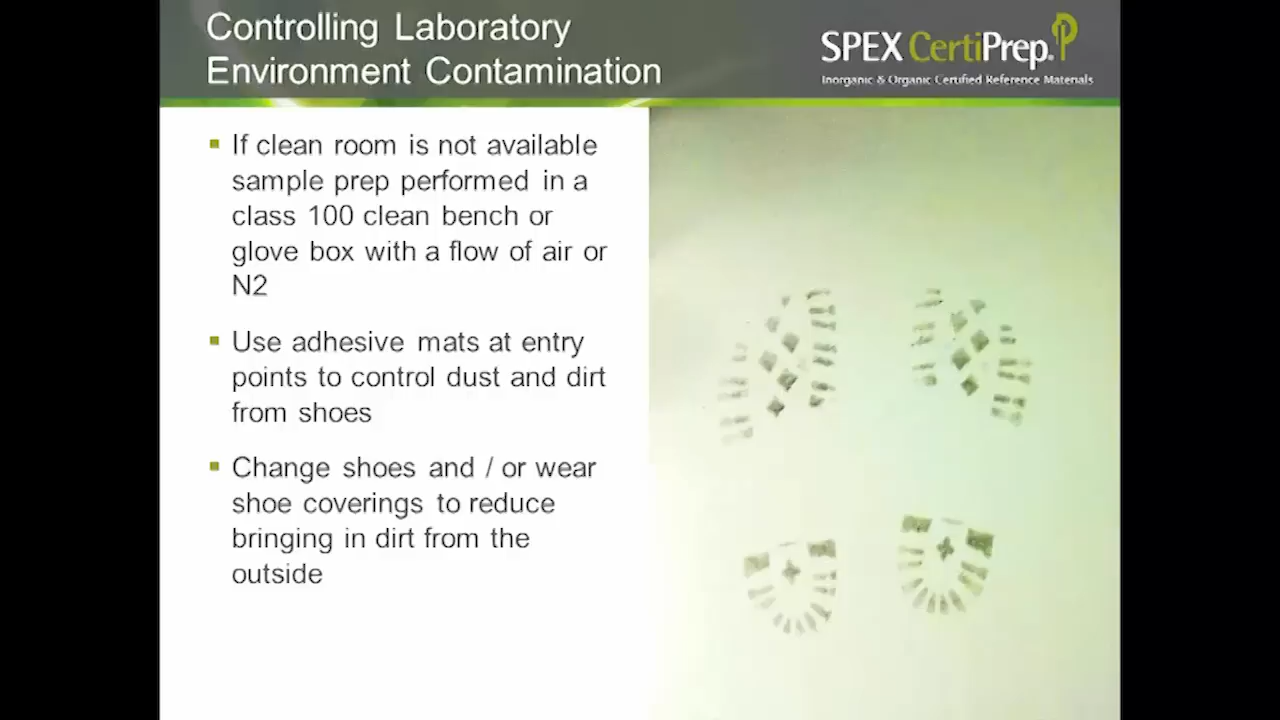 Controlling Laboratory
Environment Contamination
SPEX CertiPrep®
Inorganic & Organic Certified Reference Materials
If clean room is not available
sample prep performed in a
class 100 clean bench or
glove box with a flow of air or
N2
Use adhesive mats at entry
points to control dust and dirt
from shoes
Change shoes and / or wear
shoe coverings to reduce
bringing in dirt from the
outside